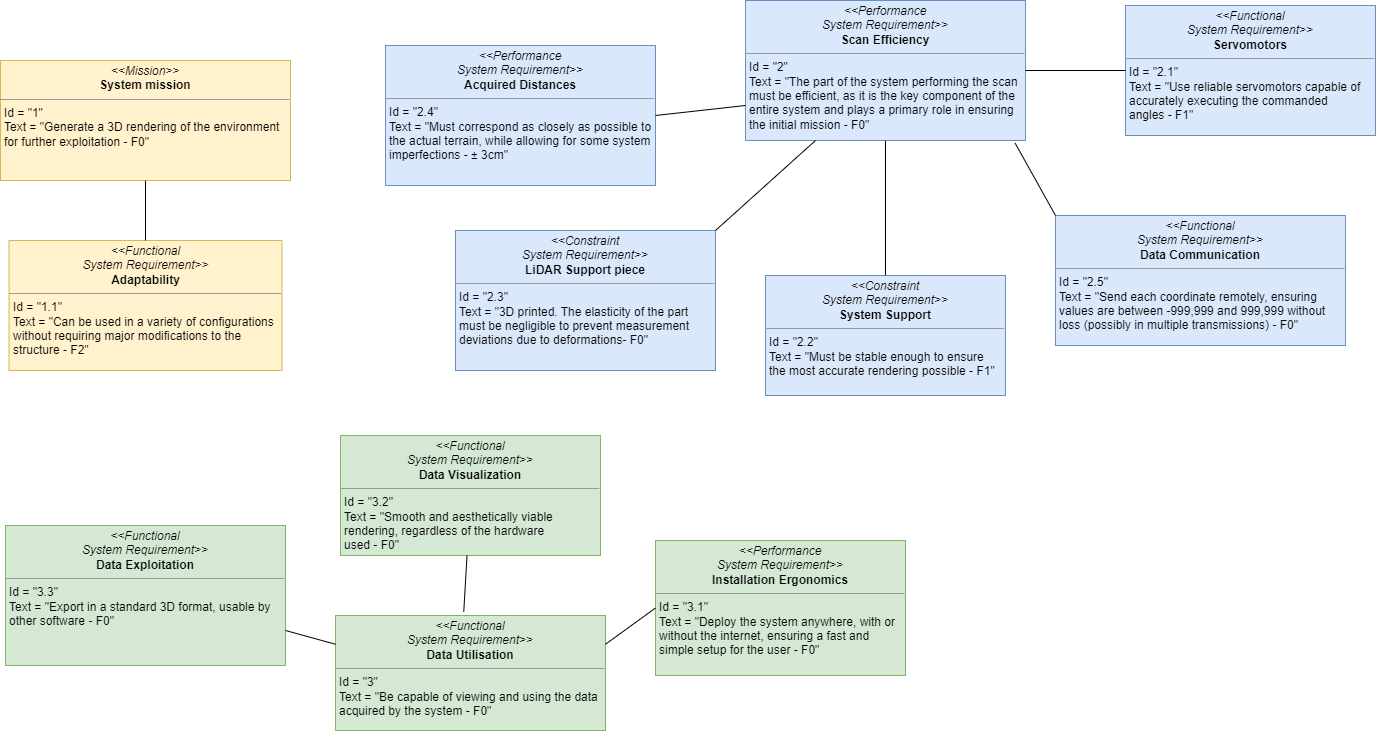 <<Mission>>
System mission
Id = "1"
Text = "Generate a 3D rendering of the environment
for further exploitation - F0"
<<Functional
System Requirement>>
Adaptability
Id = "1.1"
Text = "Can be used in a variety of configurations
without requiring major modifications to the
structure - F2"
<<Performance
System Requirement>>
Scan Efficiency
Id = "2"
Text = "The part of the system performing the scan
must be efficient, as it is the key component of the
entire system and plays a primary role in ensuring
the initial mission - F0"
<<Performance
System Requirement>>
Acquired Distances
Id = "2.4"
Text = "Must correspond as closely as possible to
the actual terrain, while allowing for some system
imperfections - ± 3cm"
<<Functional
System Requirement>>
Servomotors
Id = "2.1"
Text = "Use reliable servomotors capable of
accurately executing the commanded
angles - F1"
<<Constraint
System Requirement>>
LiDAR Support piece
Id = "2.3"
Text = "3D printed. The elasticity of the part
must be negligible to prevent measurement
deviations due to deformations- F0"
<<Constraint
System Requirement>>
System Support
Id = "2.2"
Text = "Must be stable enough to ensure
the most accurate rendering possible - F1"
<<Functional
System Requirement>>
Data Communication
Id = "2.5"
Text = "Send each coordinate remotely, ensuring
values are between -999,999 and 999,999 without
loss (possibly in multiple transmissions) - F0"
<<Functional
System Requirement>>
Data Visualization
Id = "3.2"
Text = "Smooth and aesthetically viable
rendering, regardless of the hardware
used - F0"
<<Functional
System Requirement>>
Data Exploitation
Id = "3.3"
Text = "Export in a standard 3D format, usable by
other software - F0"
<<Performance
System Requirement>>
Installation Ergonomics
Id = "3.1"
Text = "Deploy the system anywhere, with or
without the internet, ensuring a fast and
simple setup for the user - F0"
<<Functional
System Requirement>>
Data Utilisation
Id = "3"
Text = "Be capable of viewing and using the data
acquired by the system - F0"